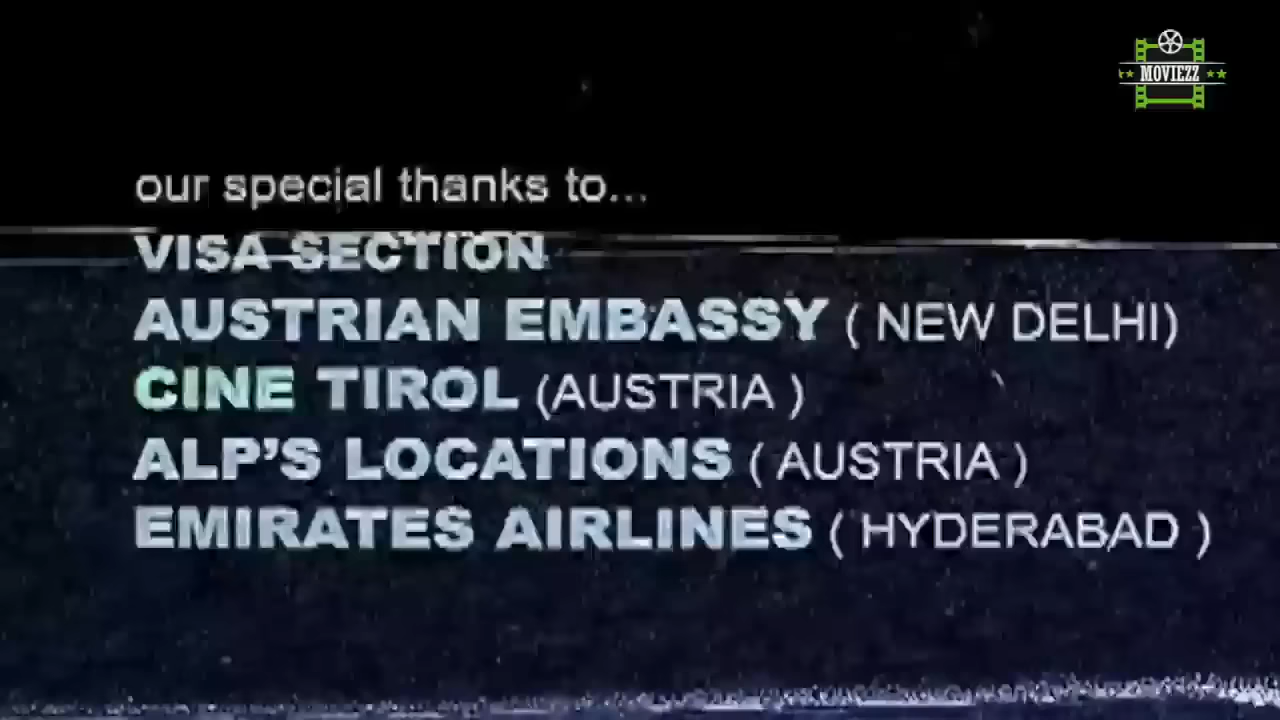 MOVIEZZ
our special thanks to...
VISA SECTION
AUSTRIAN EMBASSY ( NEW DELHI)
CINE TIROL (AUSTRIA )
ALP'S LOCATIONS ( AUSTRIA )
EMIRATES AIRLINES ( HYDERABAD )